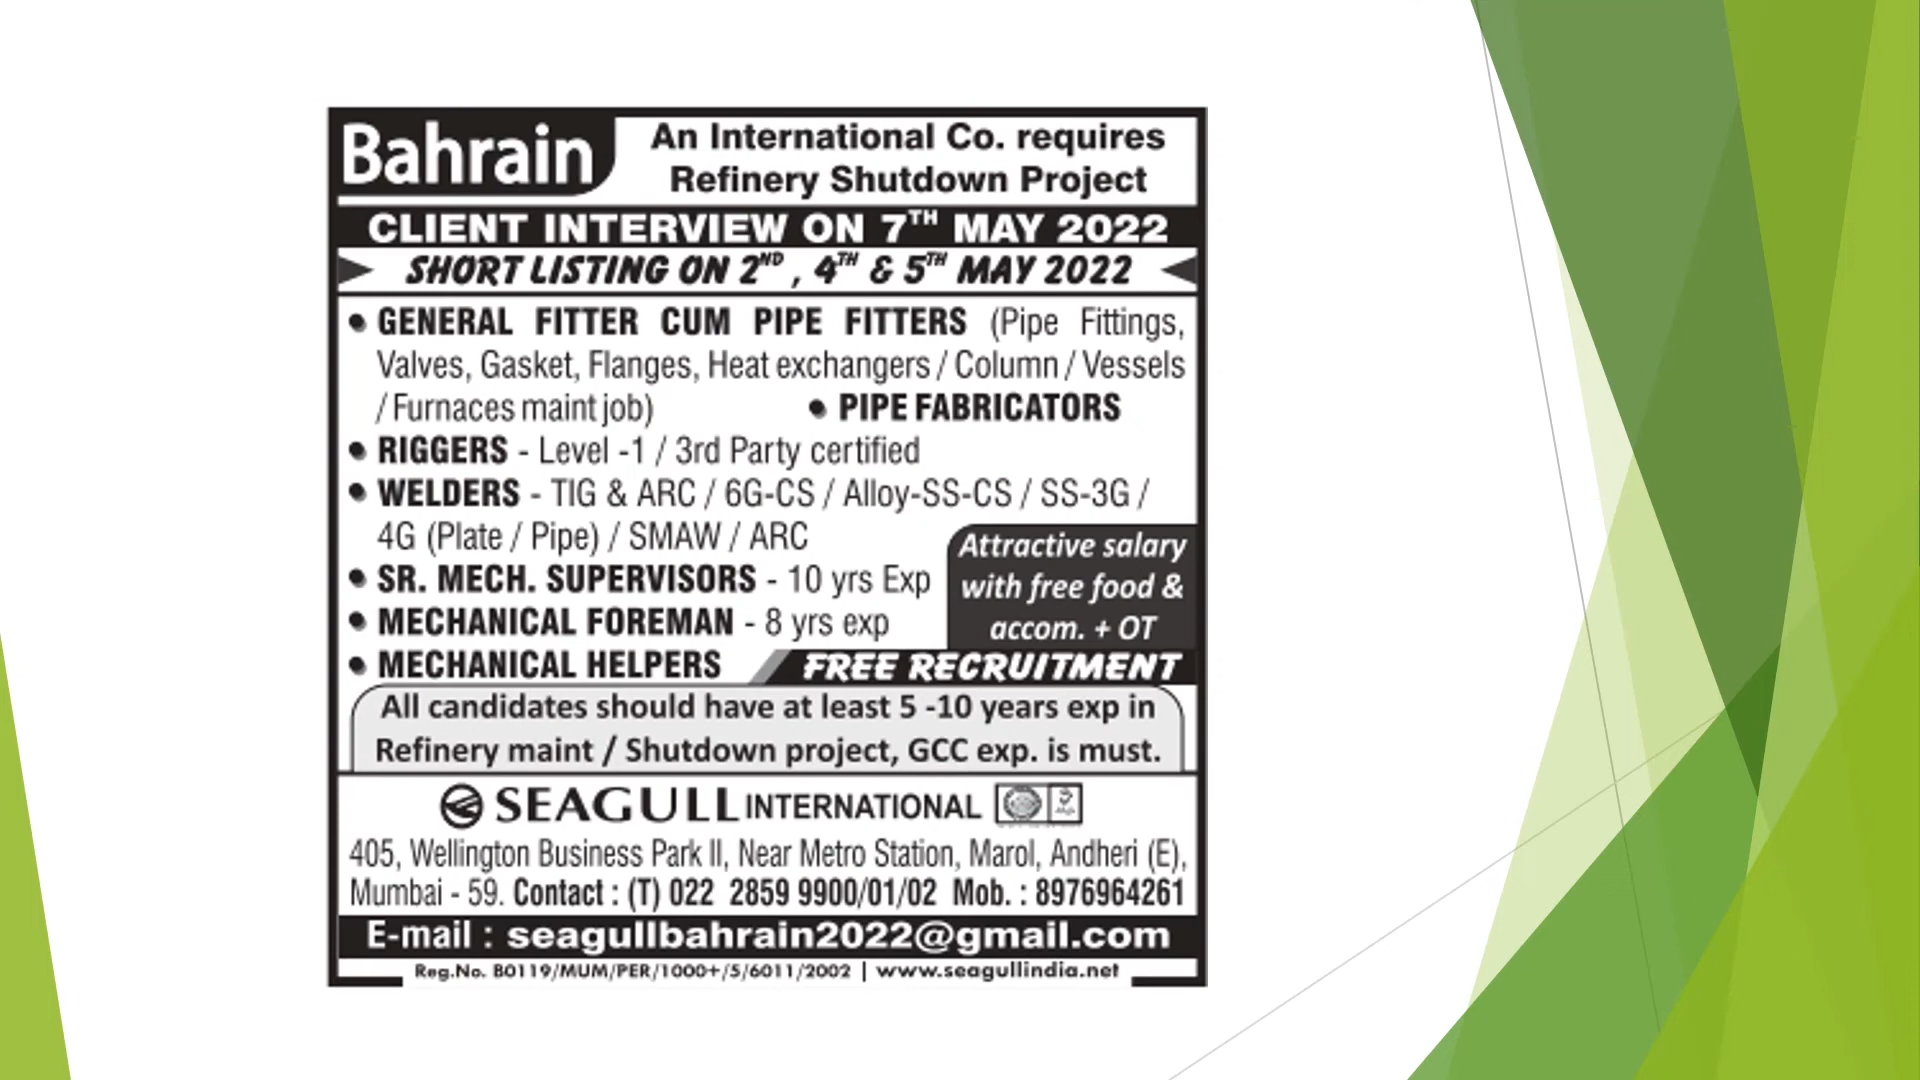 Bahrain
An International Co. requires
Refinery Shutdown Project
CLIENT INTERVIEW ON 7TH MAY 2022
SHORT LISTING ON 2ND , 4TH & 5TH MAY 2022
• GENERAL FITTER CUM PIPE FITTERS (Pipe Fittings,
Valves, Gasket, Flanges, Heat exchangers / Column / Vessels
/ Furnaces maint job) • PIPE FABRICATORS
• RIGGERS - Level -1 / 3rd Party certified
• WELDERS - TIG & ARC / 6G-CS / Alloy-SS-CS / SS-3G /
4G (Plate / Pipe) / SMAW / ARC
• SR. MECH. SUPERVISORS - 10 yrs Exp
• MECHANICAL FOREMAN - 8 yrs exp
• MECHANICAL HELPERS
Attractive salary
with free food &
accom. + OT
FREE RECRUITMENT
All candidates should have at least 5 -10 years exp in
Refinery maint / Shutdown project, GCC exp. is must.
SEAGULL INTERNATIONAL
405, Wellington Business Park II, Near Metro Station, Marol, Andheri (E),
Mumbai - 59. Contact : (T) 022 2859 9900/01/02 Mob. : 8976964261
E-mail : seagullbahrain2022@gmail.com
Reg.No. B0119/MUM/PER/1000+/5/6011/2002 | www.seagullindia.net